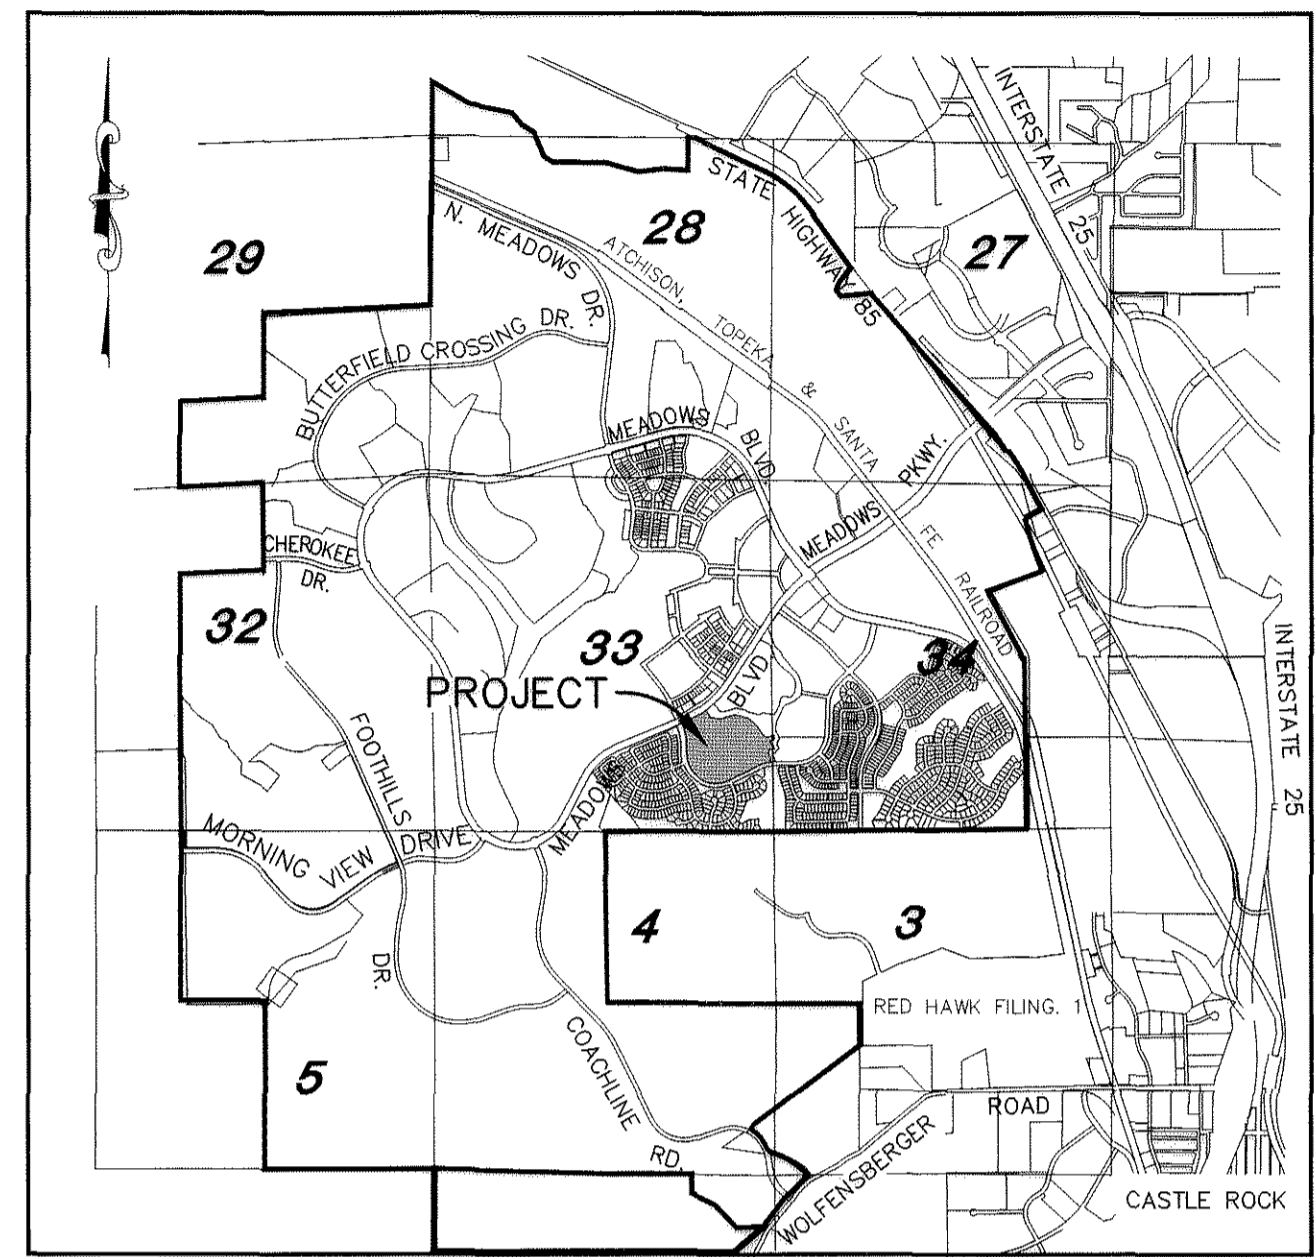 INTERSTATE 25
28
27
29
STATE HIGHWAY 85
N. MEADOWS DR.
ATCHISON, TOPEKA & SANTA FE RAILROAD
BUTTERFIELD CROSSING DR.
MEADOWS BLVD.
MEADOWS PKWY.
CHEROKEE
DR.
32
33
34
PROJECT
MEADOWS BLVD.
INTERSTATE 25
FOOTHILLS DR.
MORNING VIEW DRIVE
4
3
RED HAWK FILING. 1
5
COACHLINE RD.
WOLFENSBERGER ROAD
CASTLE ROCK